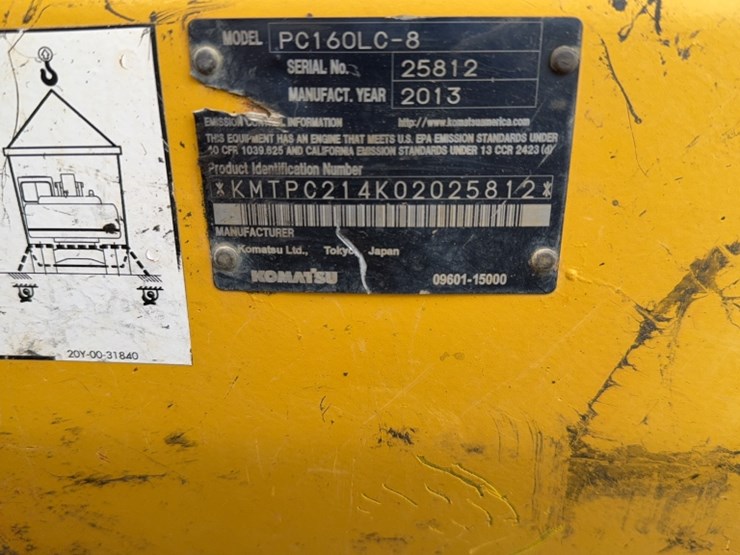 MODEL PC160LC-8
SERIAL No. 25812
MANUFACT. YEAR 2013
EMISSION CONTROL INFORMATION http://www.komatsuamerica.com
THIS EQUIPMENT HAS AN ENGINE THAT MEETS U.S. EPA EMISSION STANDARDS UNDER
40 CFR 1039.625 AND CALIFORNIA EMISSION STANDARDS UNDER 13 CCR 2423 (d)
Product Identification Number
*KMTPC214K02025812*
MANUFACTURER
Komatsu Ltd., Tokyo Japan
KOMATSU 09601-15000
20Y-00-31840